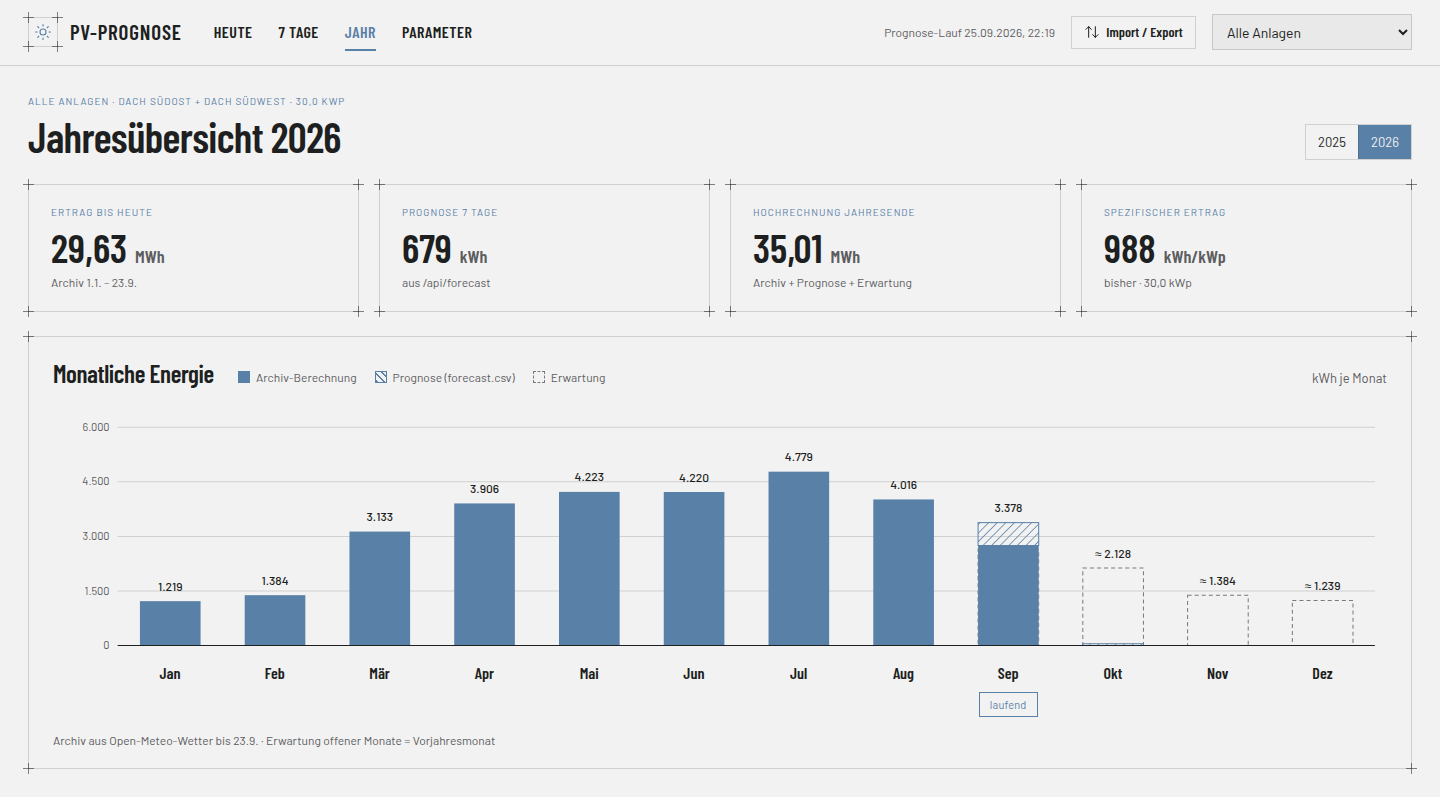 PV-PROGNOSE HEUTE 7 TAGE JAHR PARAMETER Prognose-Lauf 25.09.2026, 22:19 Import / Export Alle Anlagen
ALLE ANLAGEN · DACH SÜDOST + DACH SÜDWEST · 30,0 KWP
Jahresübersicht 2026
2025 2026
ERTRAG BIS HEUTE
29,63 MWh
Archiv 1.1. – 23.9.
PROGNOSE 7 TAGE
679 kWh
aus /api/forecast
HOCHRECHNUNG JAHRESENDE
35,01 MWh
Archiv + Prognose + Erwartung
SPEZIFISCHER ERTRAG
988 kWh/kWp
bisher · 30,0 kWp
Monatliche Energie Archiv-Berechnung Prognose (forecast.csv) Erwartung kWh je Monat
6.000
4.500
3.000
1.500
0
1.219
1.384
3.133
3.906
4.223
4.220
4.779
4.016
3.378
≈ 2.128
≈ 1.384
≈ 1.239
Jan Feb Mär Apr Mai Jun Jul Aug Sep Okt Nov Dez
laufend
Archiv aus Open-Meteo-Wetter bis 23.9. · Erwartung offener Monate = Vorjahresmonat